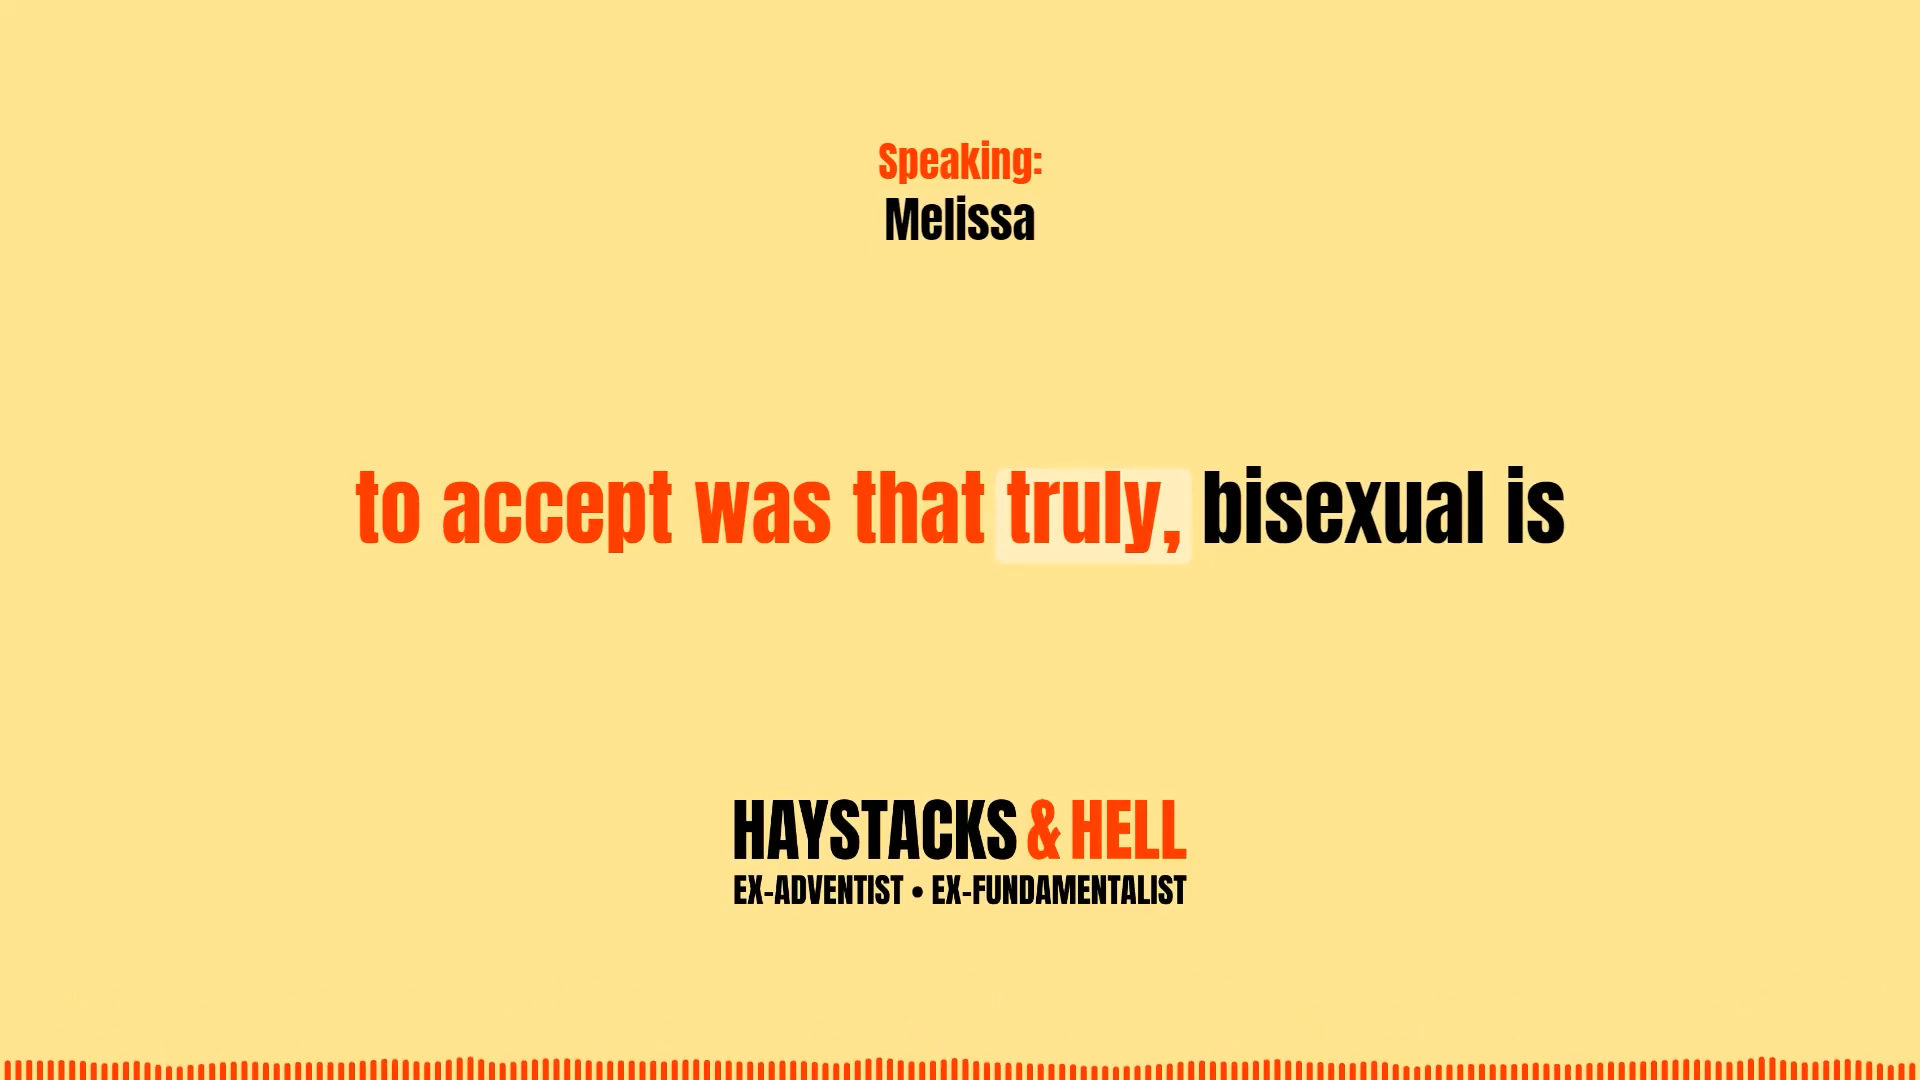 Speaking:
Melissa
to accept was that truly, bisexual is
HAYSTACKS & HELL
EX-ADVENTIST • EX-FUNDAMENTALIST